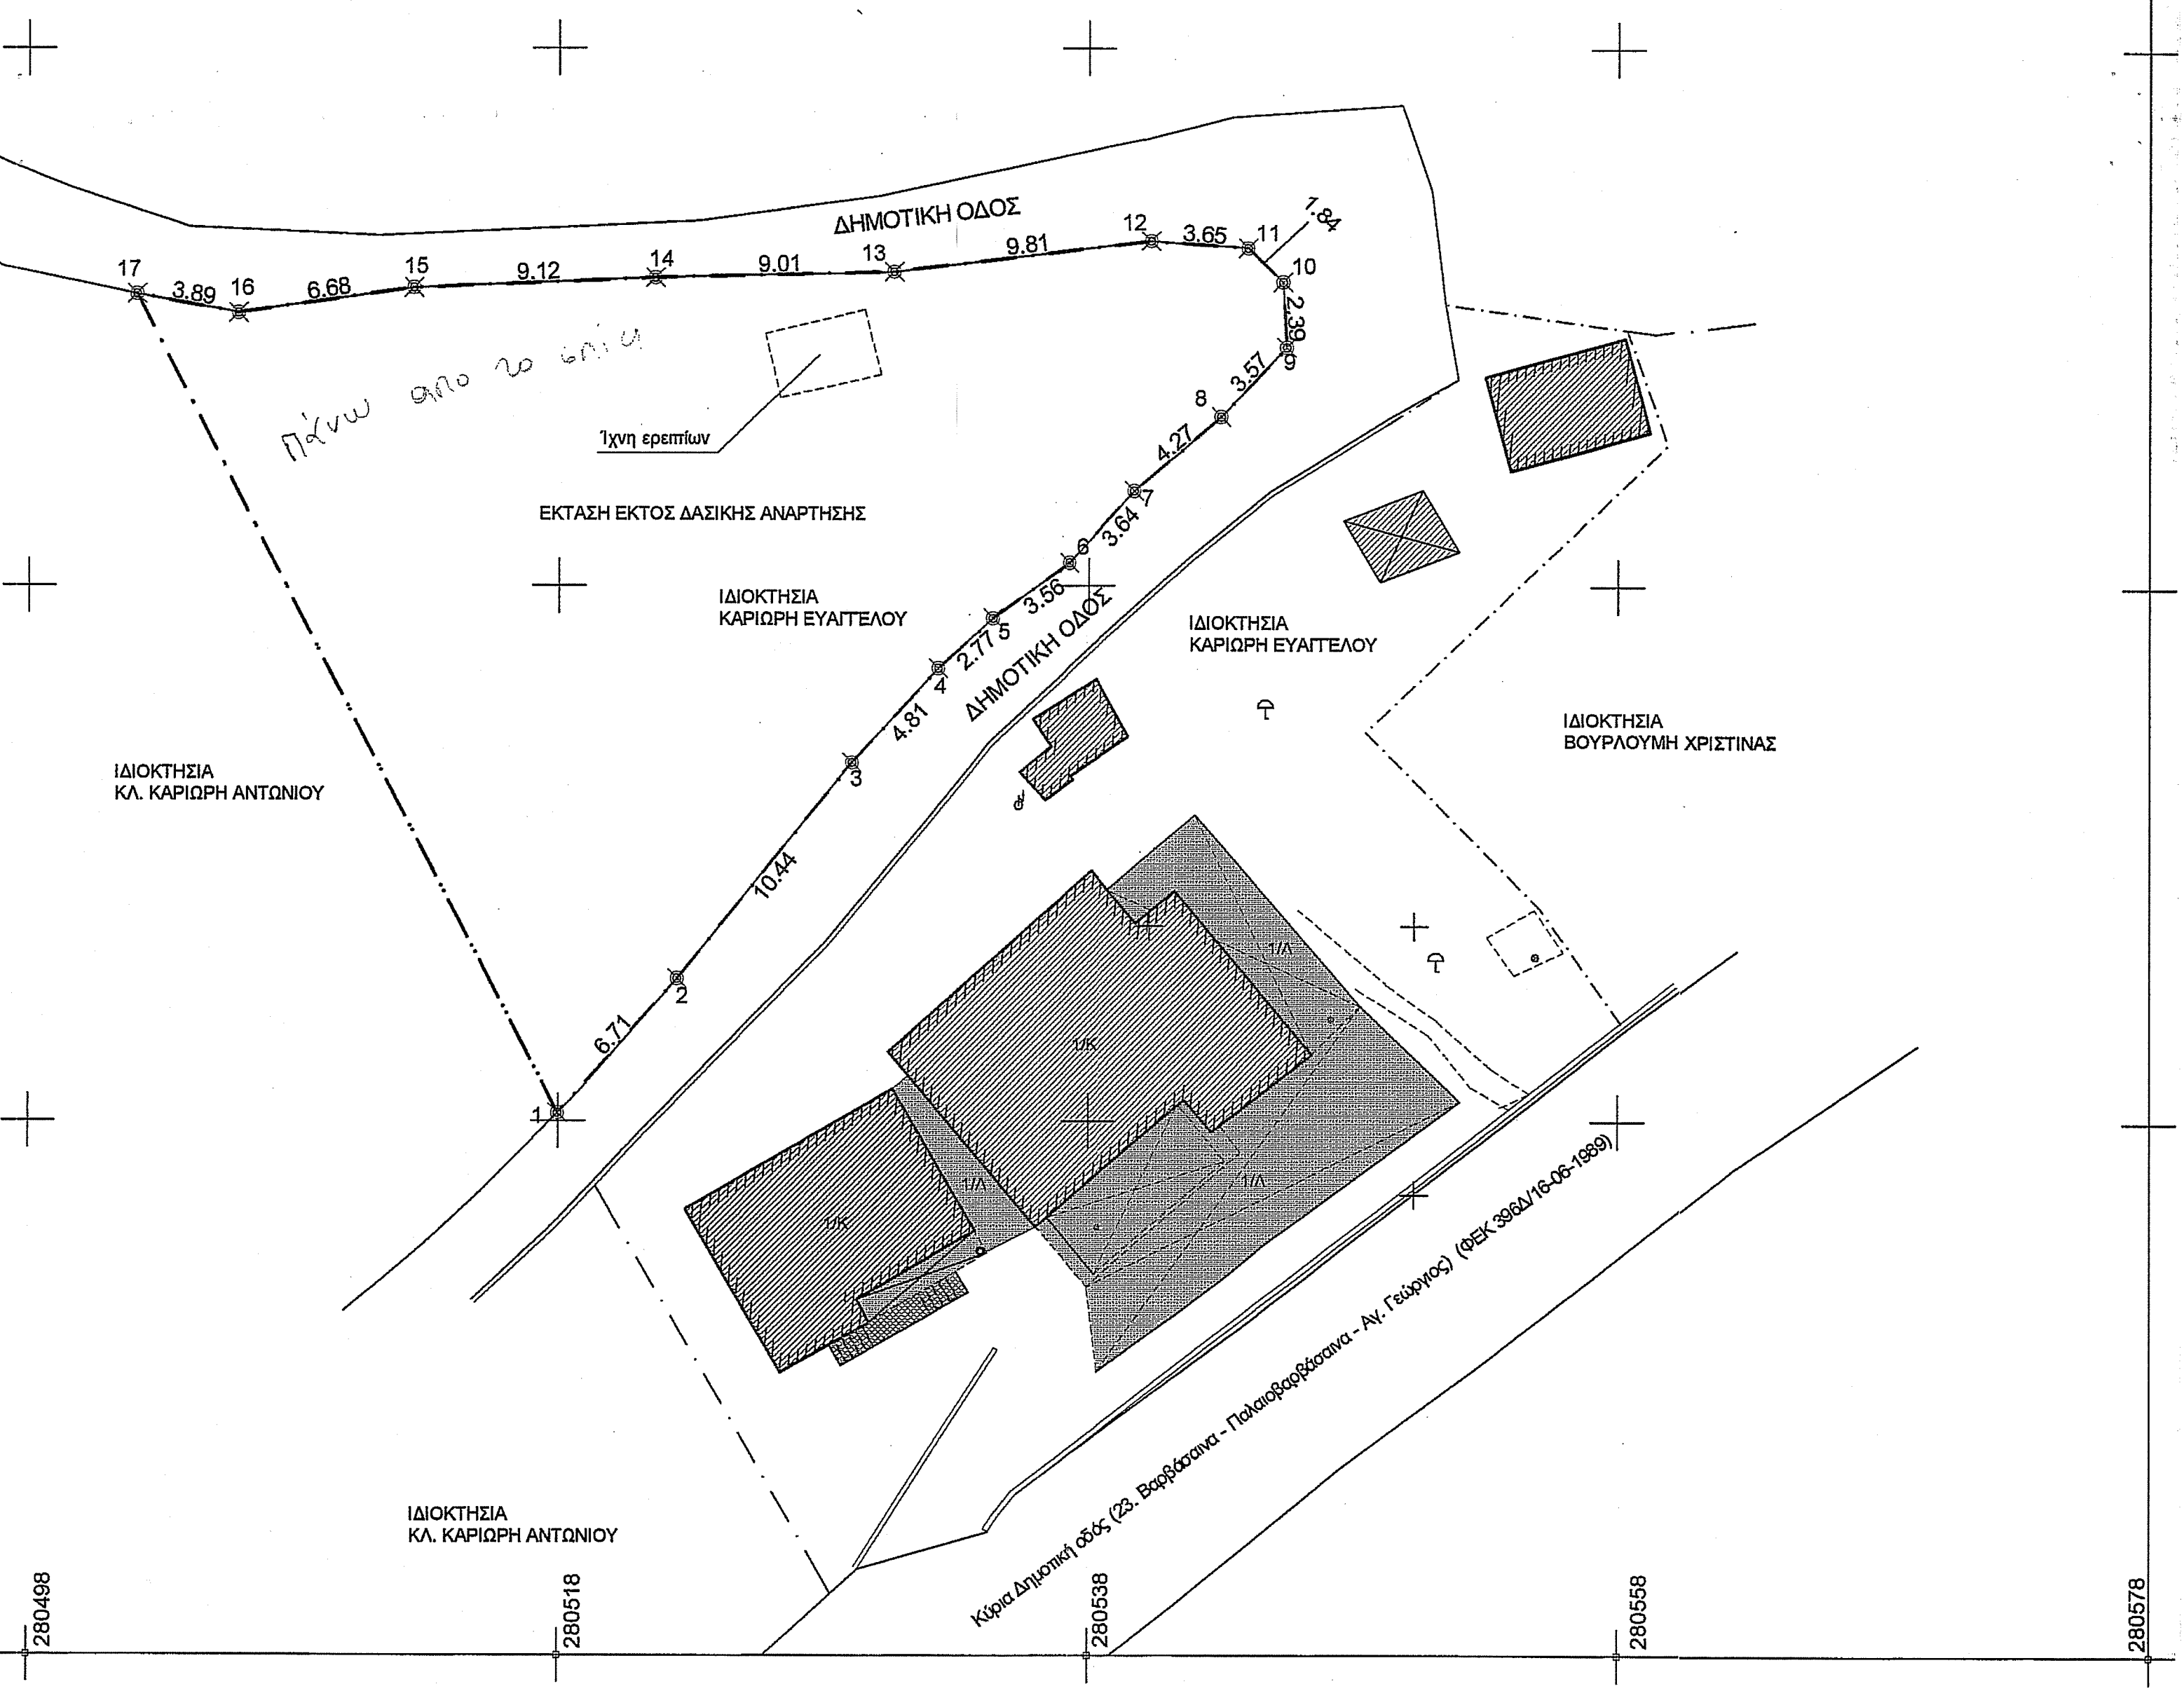 ΔΗΜΟΤΙΚΗ ΟΔΟΣ
17
3.89
16
6.68
15
9.12
14
9.01
13
9.81
12
3.65
11
1.84
10
2.39
9
3.57
8
4.27
7
3.64
6
3.56
5
2.77
4
4.81
3
10.44
2
6.71
1
Πάνω απο το σπίτι
Ίχνη ερειπίων
ΕΚΤΑΣΗ ΕΚΤΟΣ ΔΑΣΙΚΗΣ ΑΝΑΡΤΗΣΗΣ
ΙΔΙΟΚΤΗΣΙΑ
ΚΑΡΙΩΡΗ ΕΥΑΓΓΕΛΟΥ
ΔΗΜΟΤΙΚΗ ΟΔΟΣ
ΙΔΙΟΚΤΗΣΙΑ
ΚΑΡΙΩΡΗ ΕΥΑΓΓΕΛΟΥ
ΙΔΙΟΚΤΗΣΙΑ
ΒΟΥΡΛΟΥΜΗ ΧΡΙΣΤΙΝΑΣ
ΙΔΙΟΚΤΗΣΙΑ
ΚΛ. ΚΑΡΙΩΡΗ ΑΝΤΩΝΙΟΥ
1/Λ
1/Κ
1/Λ
1/Λ
1/Κ
Κύρια Δημοτική οδός (23. Βαρβάσαινα - Παλαιοβαρβάσαινα - Αγ. Γεώργιος) (ΦΕΚ 396Δ/16-06-1989)
ΙΔΙΟΚΤΗΣΙΑ
ΚΛ. ΚΑΡΙΩΡΗ ΑΝΤΩΝΙΟΥ
280498
280518
280538
280558
280578